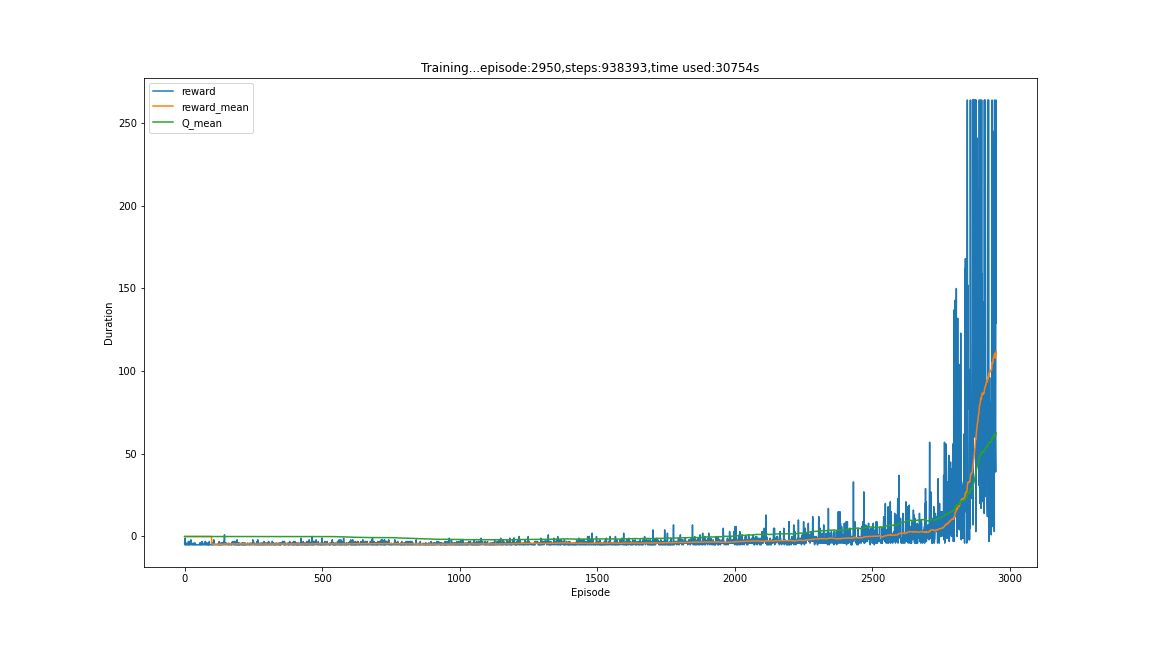 Training...episode:2950,steps:938393,time used:30754s
reward
reward_mean
Q_mean
250
200
150
100
50
0
Duration
0 500 1000 1500 2000 2500 3000
Episode